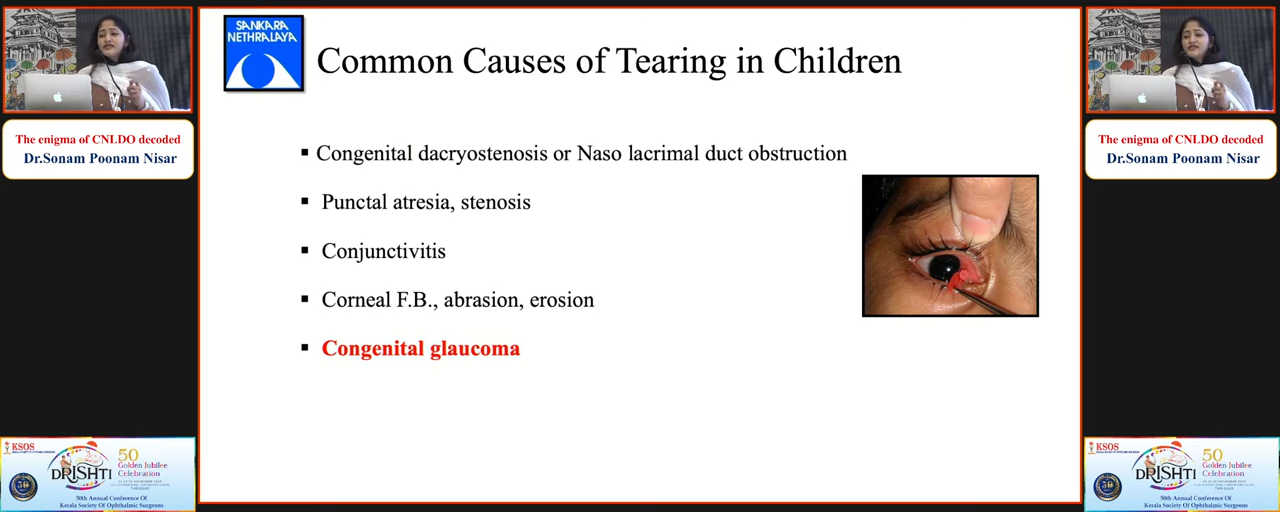 SANKARA
NETHRALAYA
Common Causes of Tearing in Children
▪ Congenital dacryostenosis or Naso lacrimal duct obstruction
▪ Punctal atresia, stenosis
▪ Conjunctivitis
▪ Corneal F.B., abrasion, erosion
▪ Congenital glaucoma
The enigma of CNLDO decoded
Dr.Sonam Poonam Nisar
The enigma of CNLDO decoded
Dr.Sonam Poonam Nisar
KSOS
DRISHTI
50
Golden Jubilee
Celebration
50th Annual Conference Of
Kerala Society Of Ophthalmic Surgeons
KSOS
DRISHTI
50
Golden Jubilee
Celebration
50th Annual Conference Of
Kerala Society Of Ophthalmic Surgeons